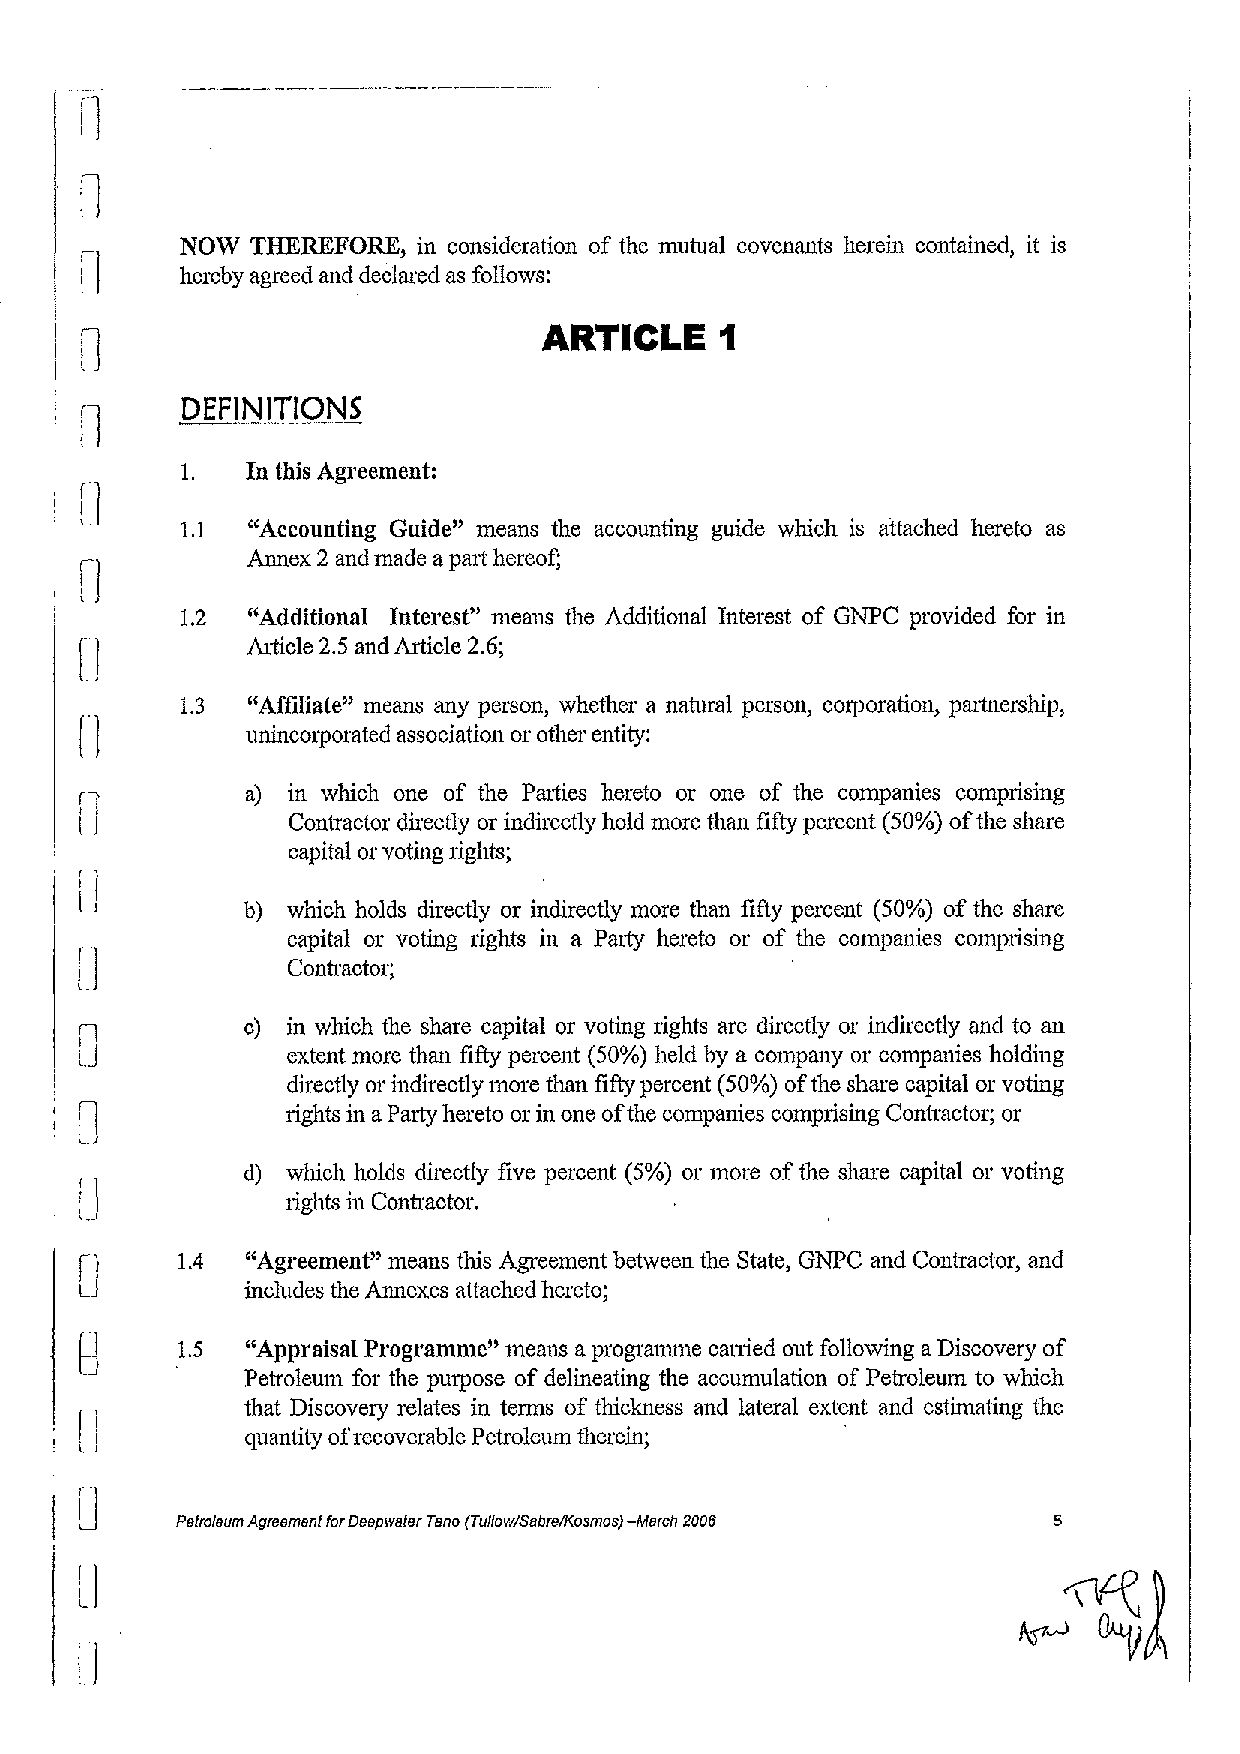 NOW THEREFORE, in consideration of the mutual covenants herein contained, it is
hereby agreed and declared as follows:
ARTICLE 1
DEFINITIONS
1. In this Agreement:
1.1 “Accounting Guide” means the accounting guide which is attached hereto as
Annex 2 and made a part hereof;
1.2 “Additional Interest” means the Additional Interest of GNPC provided for in
Article 2.5 and Article 2.6;
1.3 “Affiliate” means any person, whether a natural person, corporation, partnership,
unincorporated association or other entity:
a) in which one of the Parties hereto or one of the companies comprising
Contractor directly or indirectly hold more than fifty percent (50%) of the share
capital or voting rights;
b) which holds directly or indirectly more than fifty percent (50%) of the share
capital or voting rights in a Party hereto or of the companies comprising
Contractor;
c) in which the share capital or voting rights are directly or indirectly and to an
extent more than fifty percent (50%) held by a company or companies holding
directly or indirectly more than fifty percent (50%) of the share capital or voting
rights in a Party hereto or in one of the companies comprising Contractor; or
d) which holds directly five percent (5%) or more of the share capital or voting
rights in Contractor.
1.4 “Agreement” means this Agreement between the State, GNPC and Contractor, and
includes the Annexes attached hereto;
1.5 “Appraisal Programme” means a programme carried out following a Discovery of
Petroleum for the purpose of delineating the accumulation of Petroleum to which
that Discovery relates in terms of thickness and lateral extent and estimating the
quantity of recoverable Petroleum therein;
Petroleum Agreement for Deepwater Tano (Tullow/Sabre/Kosmos) –March 2006 5